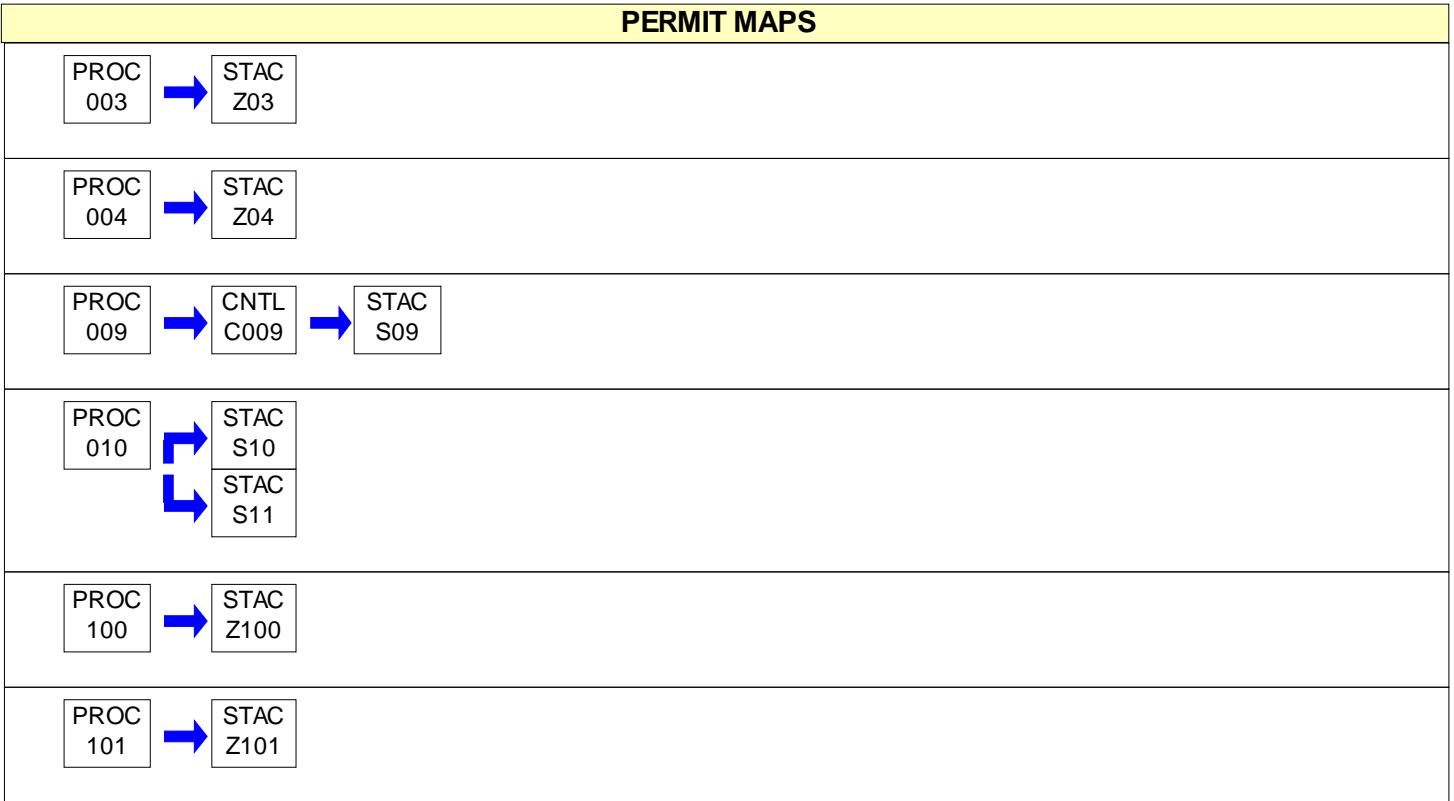 PERMIT MAPS
PROC
003
STAC
Z03
PROC
004
STAC
Z04
PROC
009
CNTL
C009
STAC
S09
PROC
010
STAC
S10
STAC
S11
PROC
100
STAC
Z100
PROC
101
STAC
Z101